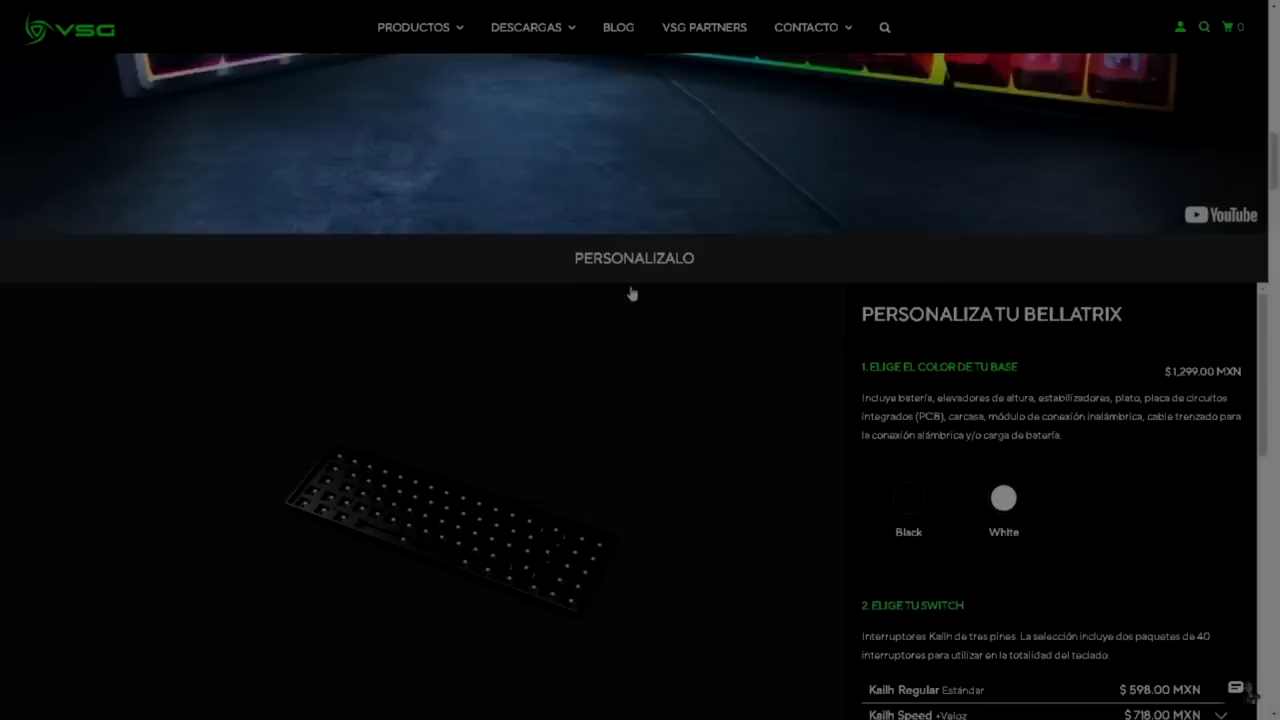 VSG
PRODUCTOS
DESCARGAS
BLOG
VSG PARTNERS
CONTACTO
0
YouTube
PERSONALIZALO
PERSONALIZA TU BELLATRIX
1. ELIGE EL COLOR DE TU BASE
$1,299.00 MXN
Incluye batería, elevadores de altura, estabilizadores, plato, placa de circuitos
integrados (PCB), carcasa, módulo de conexión inalámbrica, cable trenzado para
la conexión alámbrica y/o carga de batería.
Black
White
2. ELIGE TU SWITCH
Interruptores Kailh de tres pines. La selección incluye dos paquetes de 40
interruptores para utilizar en la totalidad del teclado.
Kailh Regular Estándar $ 598.00 MXN
Kailh Speed +Veloz $ 718.00 MXN